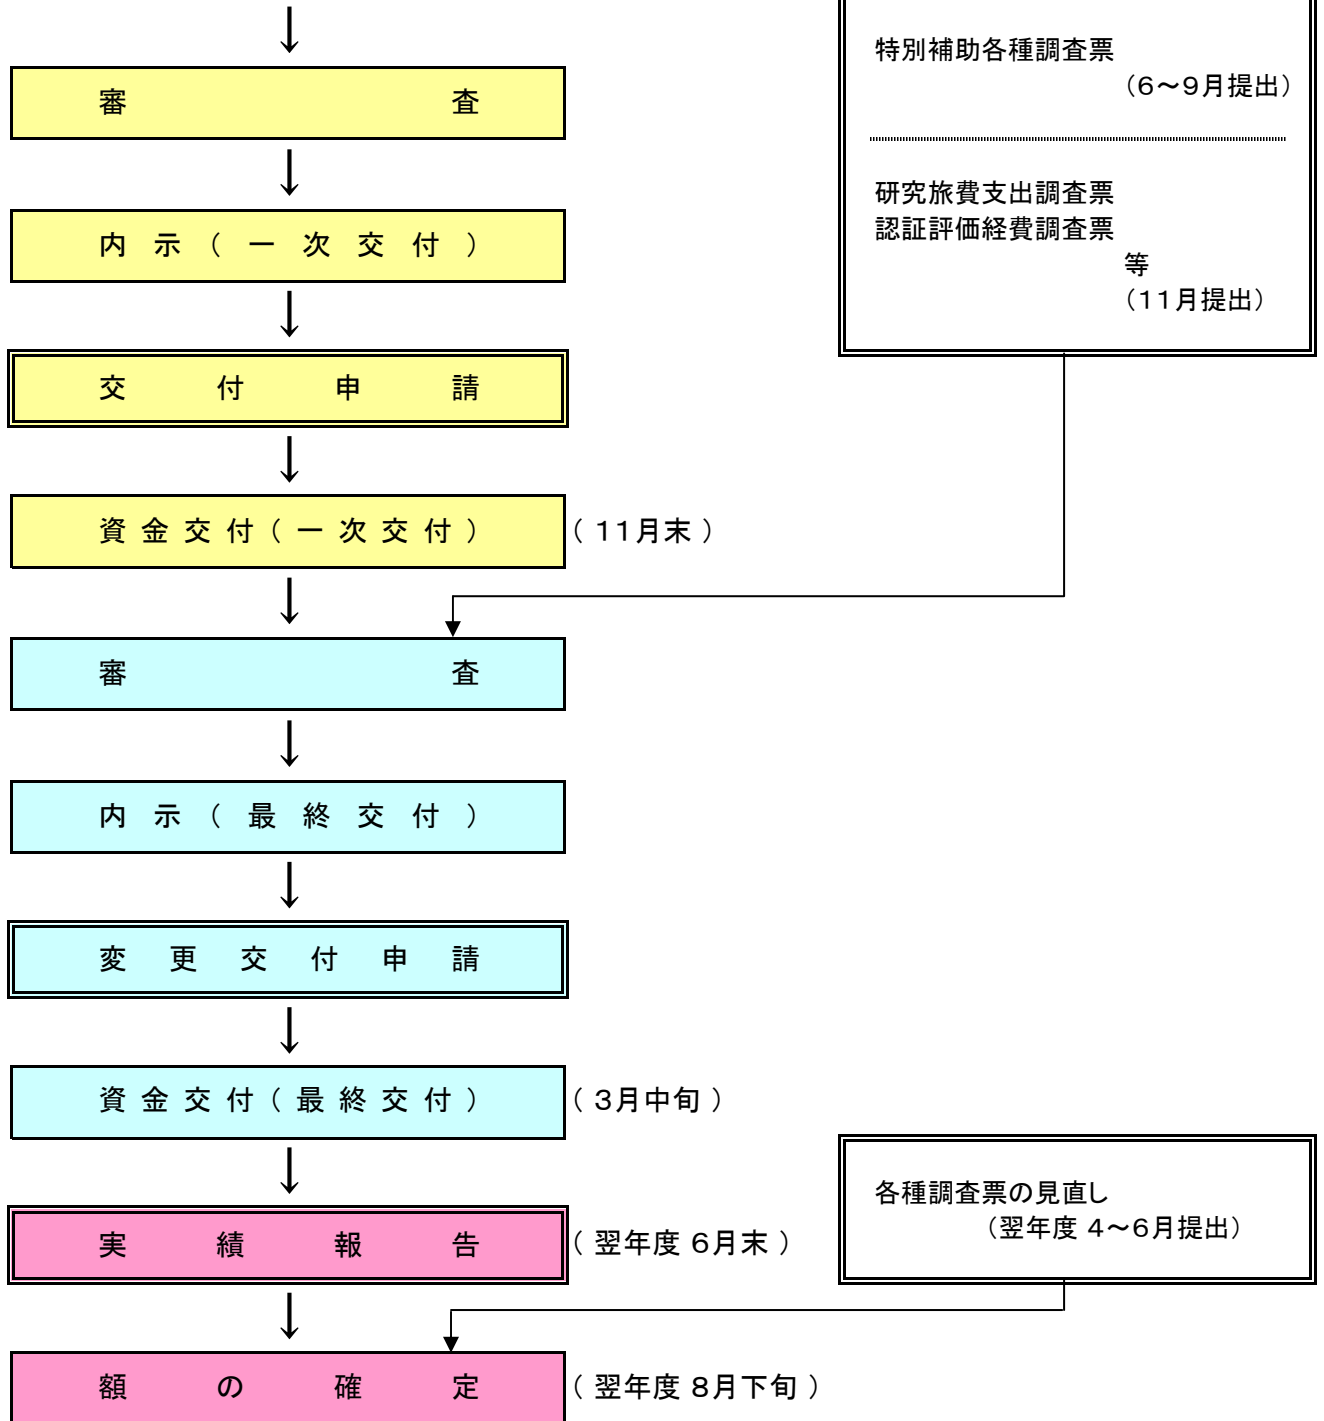 特別補助各種調査票
（6～9月提出）
審査
研究旅費支出調査票
認証評価経費調査票
等
（11月提出）
内示（一次交付）
交付申請
資金交付（一次交付）（11月末）
審査
内示（最終交付）
変更交付申請
資金交付（最終交付）（3月中旬）
各種調査票の見直し
（翌年度 4～6月提出）
実績報告（翌年度 6月末）
額の確定（翌年度 8月下旬）